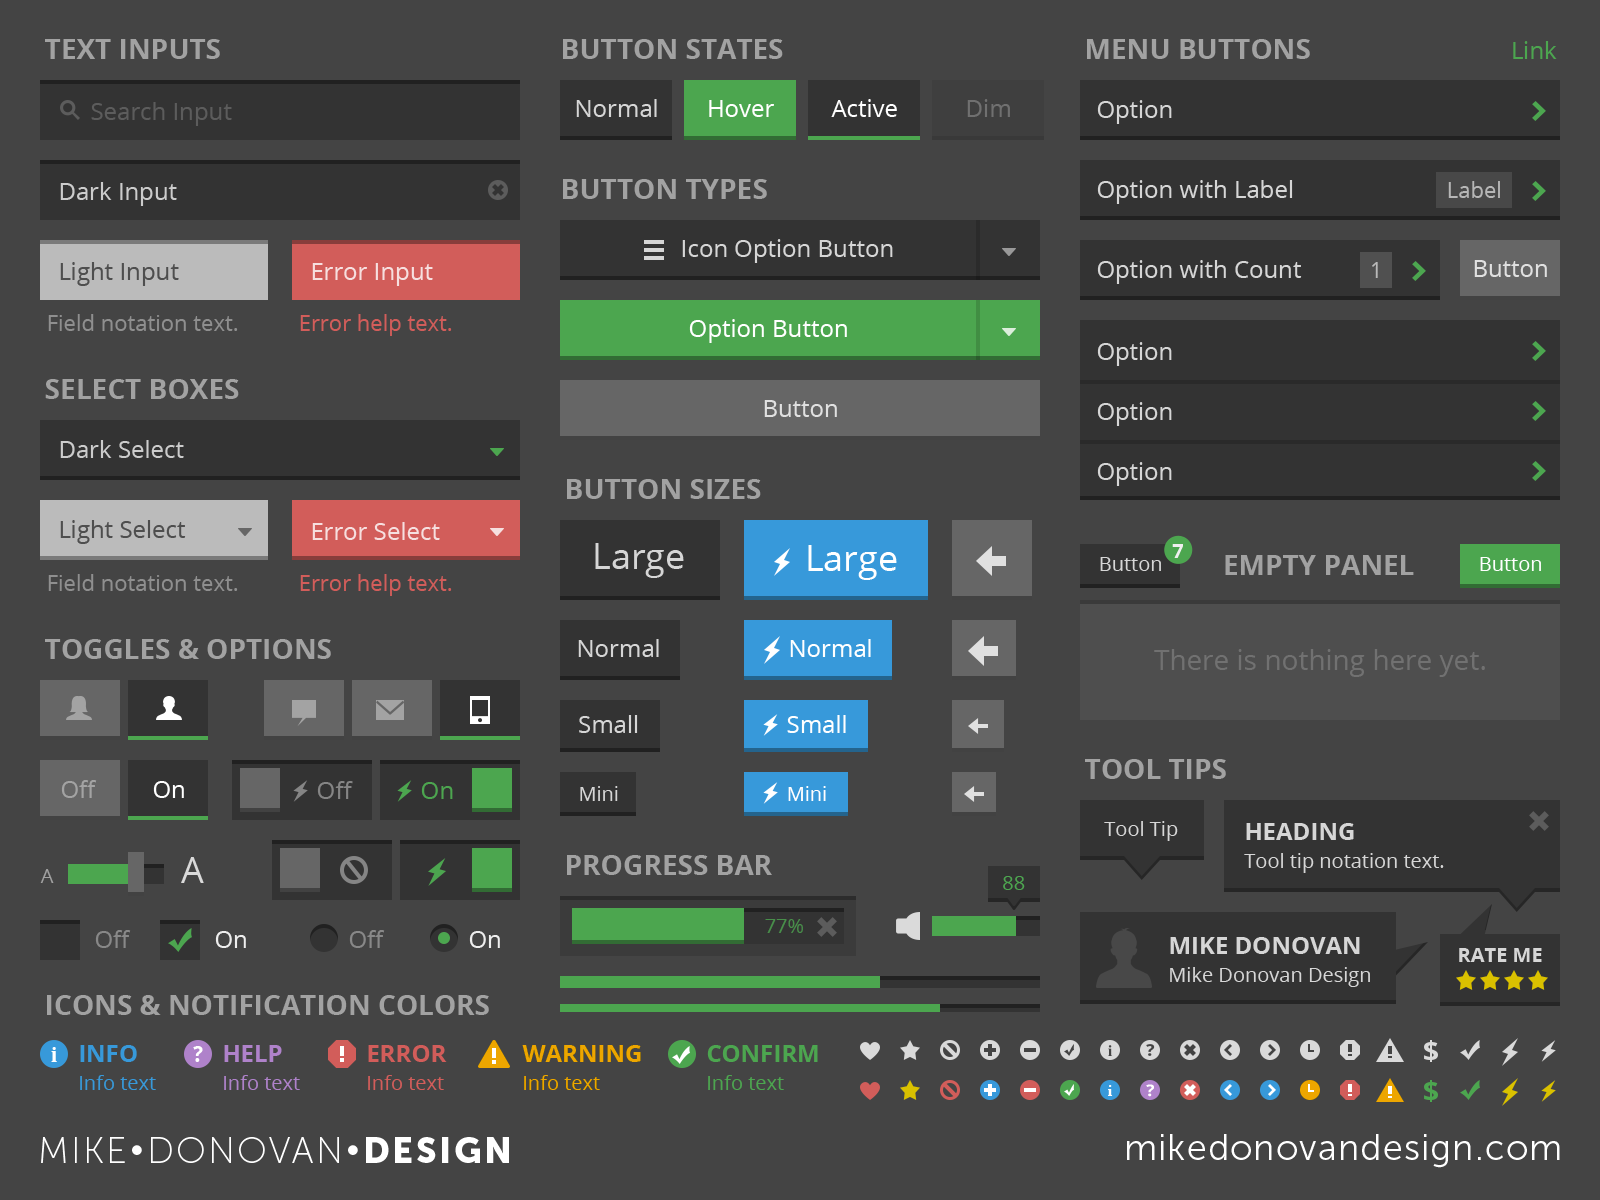 TEXT INPUTS
Search Input
Dark Input
Light Input
Error Input
Field notation text.
Error help text.
SELECT BOXES
Dark Select
Light Select
Error Select
Field notation text.
Error help text.
TOGGLES & OPTIONS
Off
On
Off
On
A
A
Off
On
Off
On
BUTTON STATES
Normal
Hover
Active
Dim
BUTTON TYPES
Icon Option Button
Option Button
Button
BUTTON SIZES
Large
Large
Normal
Normal
Small
Small
Mini
Mini
PROGRESS BAR
77%
88
MENU BUTTONS
Link
Option
Option with Label
Label
Option with Count
1
Button
Option
Option
Option
Button
7
EMPTY PANEL
Button
There is nothing here yet.
TOOL TIPS
Tool Tip
HEADING
Tool tip notation text.
MIKE DONOVAN
Mike Donovan Design
RATE ME
ICONS & NOTIFICATION COLORS
INFO
Info text
HELP
Info text
ERROR
Info text
WARNING
Info text
CONFIRM
Info text
MIKE•DONOVAN•DESIGN
mikedonovandesign.com